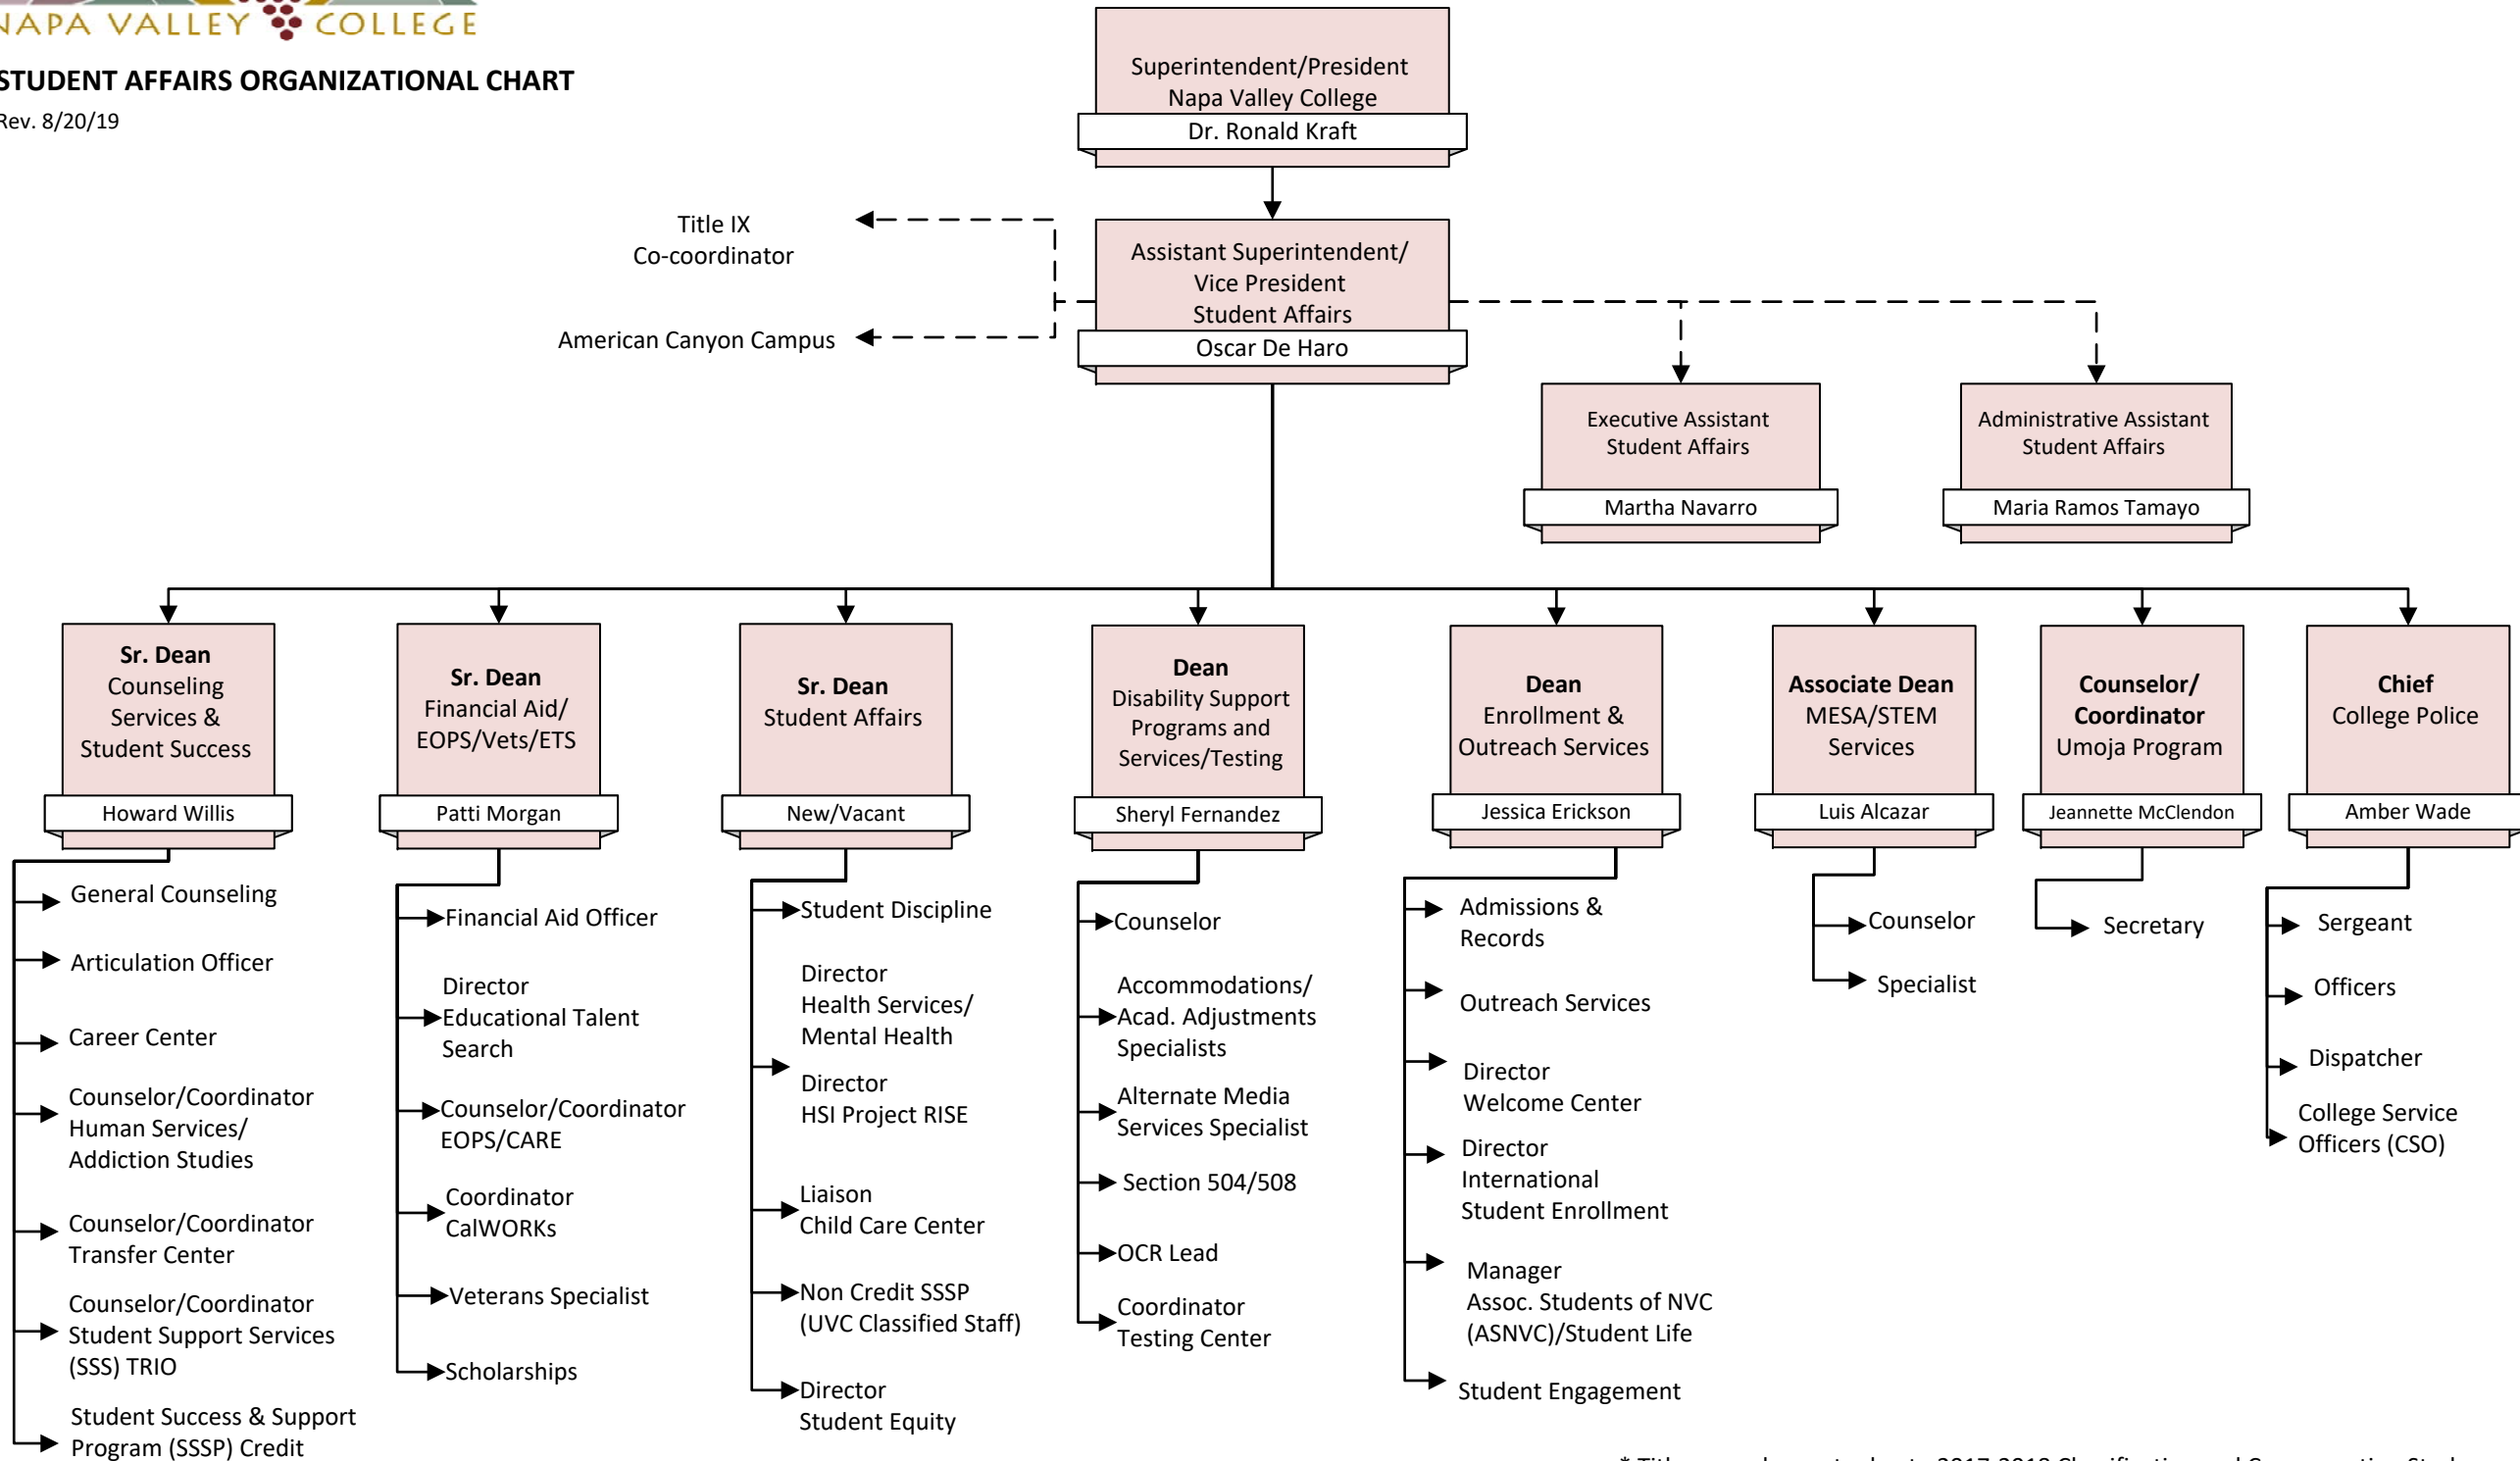 NAPA VALLEY COLLEGE
STUDENT AFFAIRS ORGANIZATIONAL CHART
Rev. 8/20/19
Superintendent/President
Napa Valley College
Dr. Ronald Kraft
Title IX
Co-coordinator
American Canyon Campus
Assistant Superintendent/
Vice President
Student Affairs
Oscar De Haro
Executive Assistant
Student Affairs
Martha Navarro
Administrative Assistant
Student Affairs
Maria Ramos Tamayo
Sr. Dean
Counseling
Services &
Student Success
Howard Willis
General Counseling
Articulation Officer
Career Center
Counselor/Coordinator
Human Services/
Addiction Studies
Counselor/Coordinator
Transfer Center
Counselor/Coordinator
Student Support Services
(SSS) TRIO
Student Success & Support
Program (SSSP) Credit
Sr. Dean
Financial Aid/
EOPS/Vets/ETS
Patti Morgan
Financial Aid Officer
Director
Educational Talent
Search
Counselor/Coordinator
EOPS/CARE
Coordinator
CalWORKs
Veterans Specialist
Scholarships
Sr. Dean
Student Affairs
New/Vacant
Student Discipline
Director
Health Services/
Mental Health
Director
HSI Project RISE
Liaison
Child Care Center
Non Credit SSSP
(UVC Classified Staff)
Director
Student Equity
Dean
Disability Support
Programs and
Services/Testing
Sheryl Fernandez
Counselor
Accommodations/
Acad. Adjustments
Specialists
Alternate Media
Services Specialist
Section 504/508
OCR Lead
Coordinator
Testing Center
Dean
Enrollment &
Outreach Services
Jessica Erickson
Admissions &
Records
Outreach Services
Director
Welcome Center
Director
International
Student Enrollment
Manager
Assoc. Students of NVC
(ASNVC)/Student Life
Student Engagement
Associate Dean
MESA/STEM
Services
Luis Alcazar
Counselor
Specialist
Counselor/
Coordinator
Umoja Program
Jeannette McClendon
Secretary
Chief
College Police
Amber Wade
Sergeant
Officers
Dispatcher
College Service
Officers (CSO)